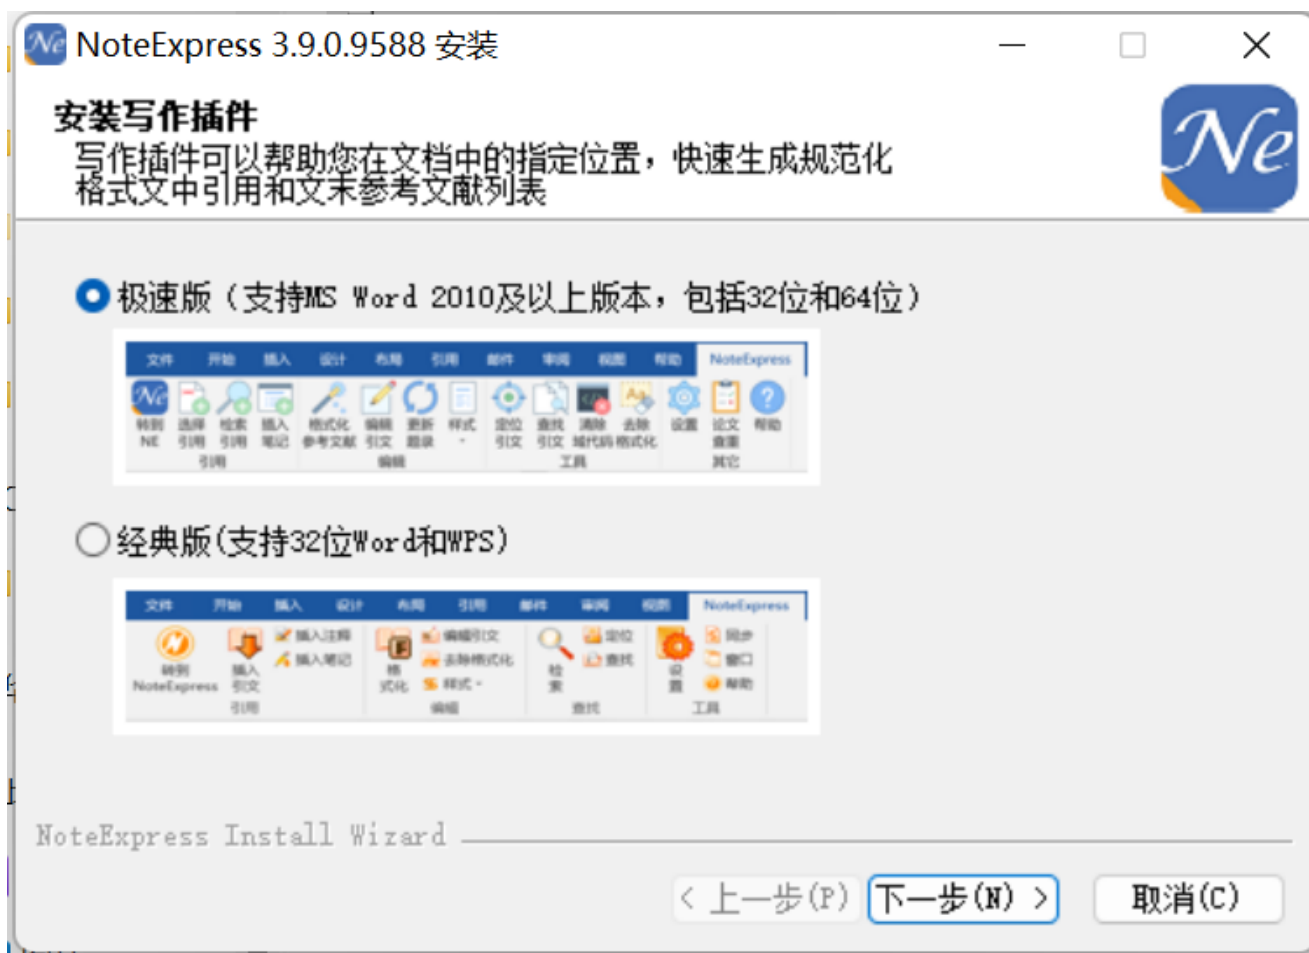 Ne NoteExpress 3.9.0.9588 安装
安装写作插件
写作插件可以帮助您在文档中的指定位置，快速生成规范化
格式文中引用和文末参考文献列表
Ne
极速版（支持MS Word 2010及以上版本，包括32位和64位）
文件 开始 插入 设计 布局 引用 邮件 审阅 视图 帮助 NoteExpress
Ne
转到 选择 检索 插入 格式化 编辑 更新 样式 定位 查找 清除 去除 设置 论文 帮助
NE 引用 引用 笔记 参考文献 引文 题录 引文 引文 域代码 格式化 查重
引用 编辑 工具 其它
经典版(支持32位Word和WPS)
文件 开始 插入 设计 布局 引用 邮件 审阅 视图 NoteExpress
插入注释 编辑引文 定位 同步
转到 插入 插入笔记 格 去除格式化 检 查找 设 窗口
NoteExpress 引文 式化 样式 索 置 帮助
引用 编辑 查找 工具
NoteExpress Install Wizard
< 上一步(P) 下一步(N) > 取消(C)